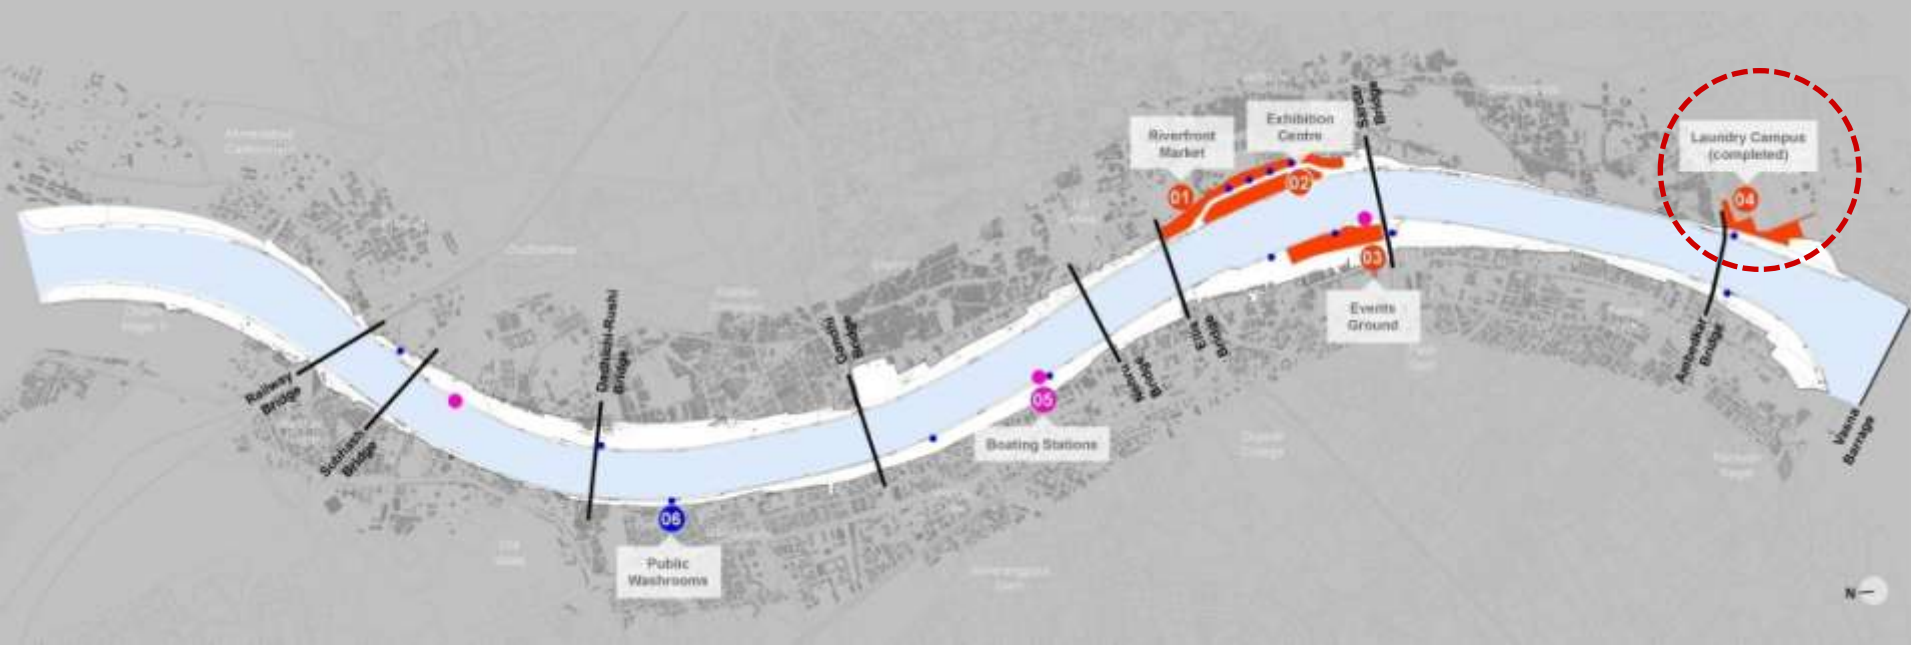 Riverfront
Market
Exhibition
Centre
Sardar
Bridge
Laundry Campus
(completed)
01
02
03
04
Events
Ground
Railway
Bridge
Subhash
Bridge
Dadhichi-Rushi
Bridge
Gandhi
Bridge
Nehru
Bridge
Ellis
Bridge
Ambedkar
Bridge
Vasna
Barrage
05
Boating Stations
06
Public
Washrooms
N